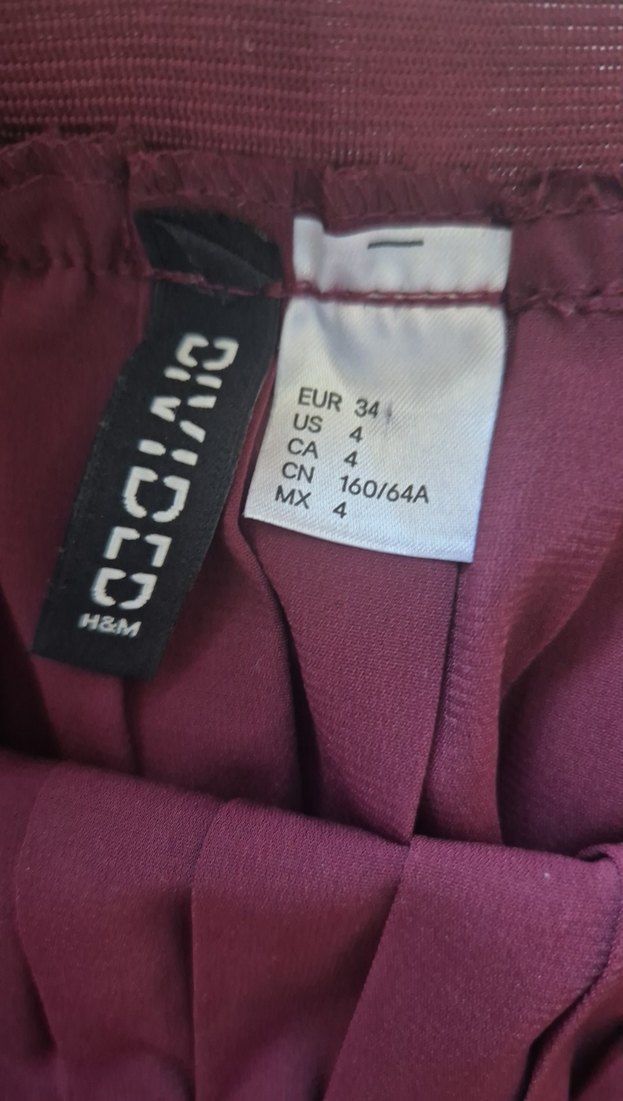 DIVIDED
H&M
EUR 34
US 4
CA 4
CN 160/64A
MX 4